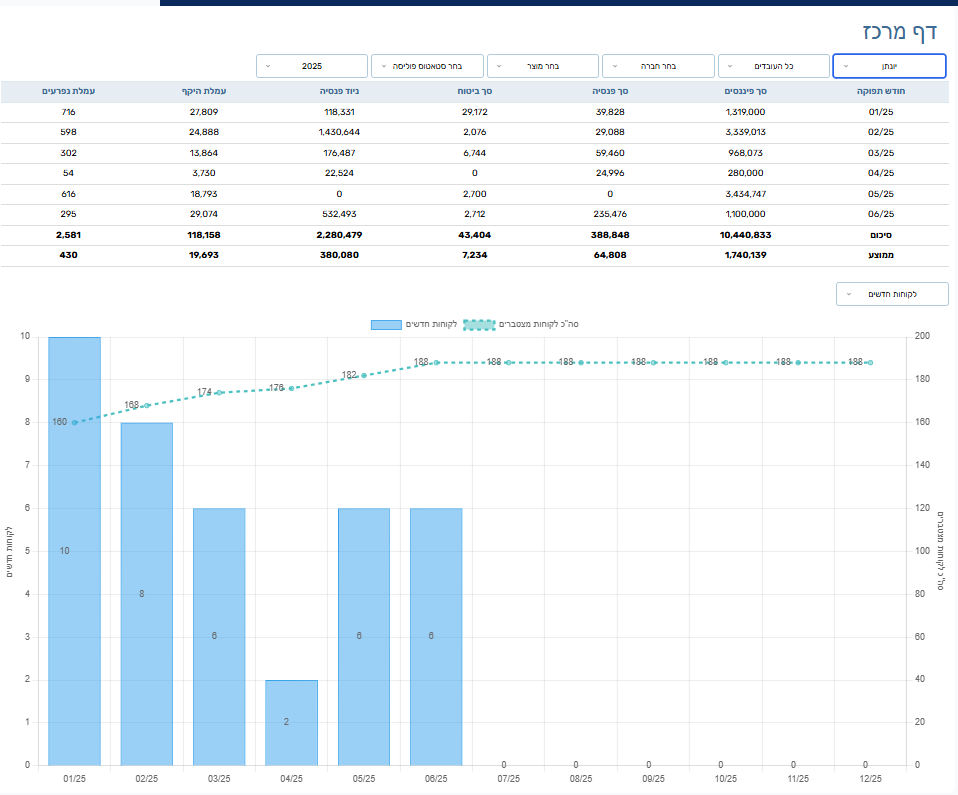 דף מרכז
יונתן כל העובדים בחר חברה בחר מוצר בחר סטאטוס פוליסה 2025
חודש תפוקה סך פיננסים סך פנסיה סך ביטוח ניוד פנסיה עמלת היקף עמלת נפרעים
01/25 1,319,000 39,828 29,172 118,331 27,809 716
02/25 3,339,013 29,088 2,076 1,430,644 24,888 598
03/25 968,073 59,460 6,744 176,487 13,864 302
04/25 280,000 24,996 0 22,524 3,730 54
05/25 3,434,747 0 2,700 0 18,793 616
06/25 1,100,000 235,476 2,712 532,493 29,074 295
סיכום 10,440,833 388,848 43,404 2,280,479 118,158 2,581
ממוצע 1,740,139 64,808 7,234 380,080 19,693 430
לקוחות חדשים
לקוחות חדשים סה"כ לקוחות מצטברים
10 200
9 180
8 160
7 140
6 120
5 100
4 80
3 60
2 40
1 20
0 0
לקוחות חדשים
סה"כ לקוחות מצטברים
160 168 174 176 182 188 188 188 188 188 188 188
10 8 6 2 6 6 0 0 0 0 0 0
01/25 02/25 03/25 04/25 05/25 06/25 07/25 08/25 09/25 10/25 11/25 12/25